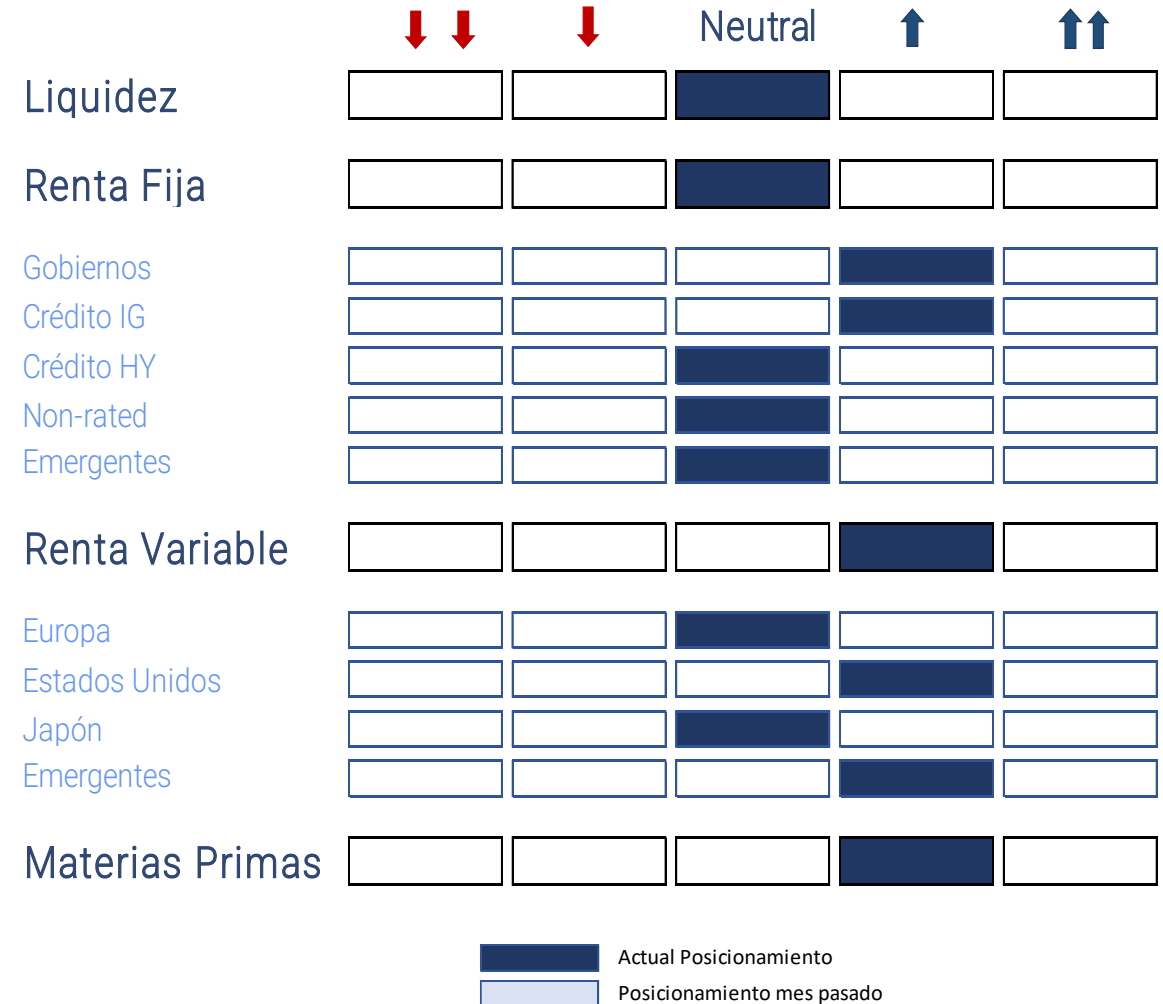 Neutral
Liquidez
Renta Fija
Gobiernos
Crédito IG
Crédito HY
Non-rated
Emergentes
Renta Variable
Europa
Estados Unidos
Japón
Emergentes
Materias Primas
Actual Posicionamiento
Posicionamiento mes pasado